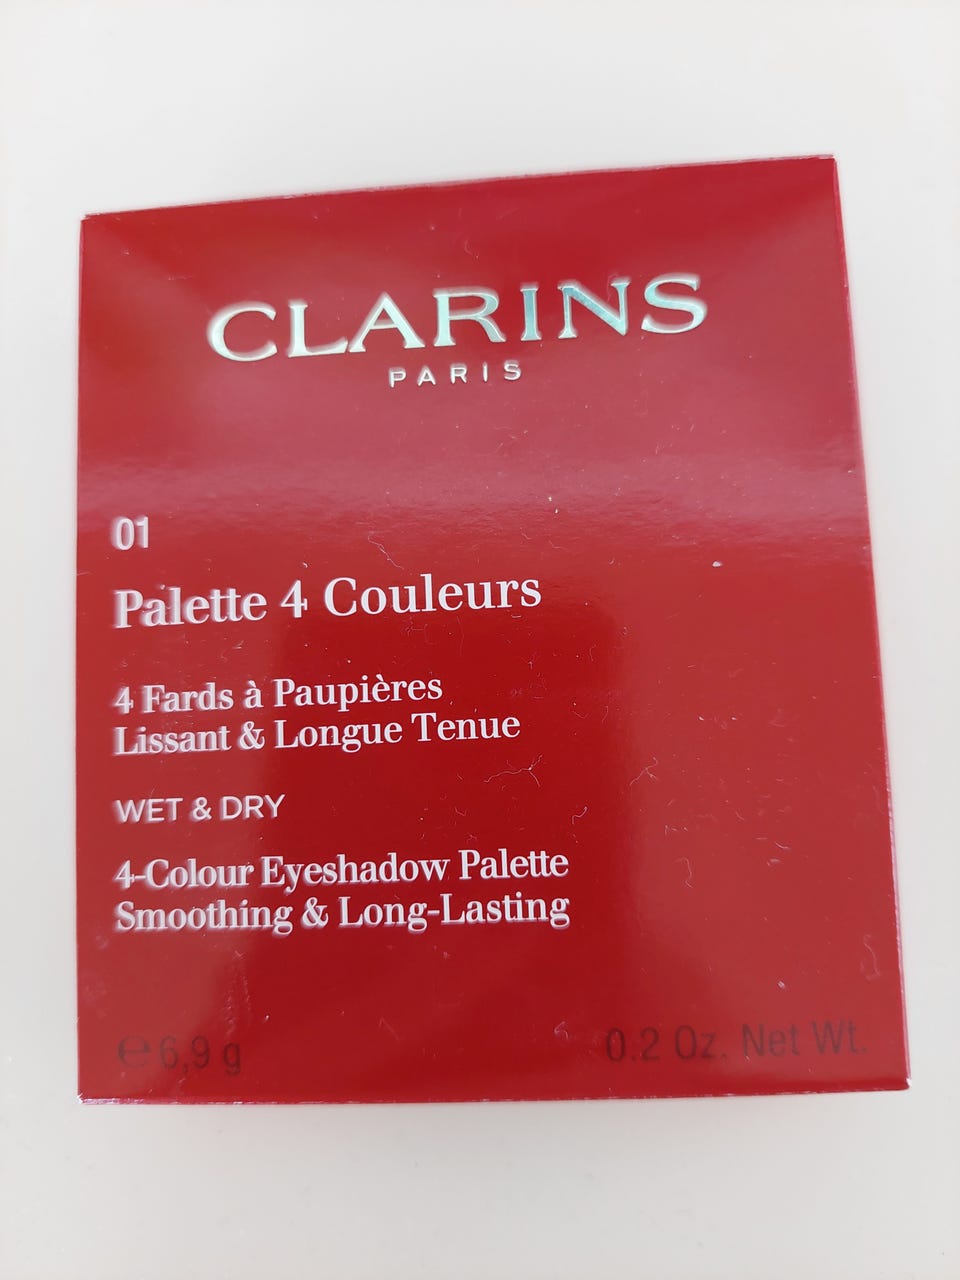 CLARINS
PARIS
01
Palette 4 Couleurs
4 Fards à Paupières
Lissant & Longue Tenue
WET & DRY
4-Colour Eyeshadow Palette
Smoothing & Long-Lasting
℮ 6,9 g
0.2 Oz. Net Wt.